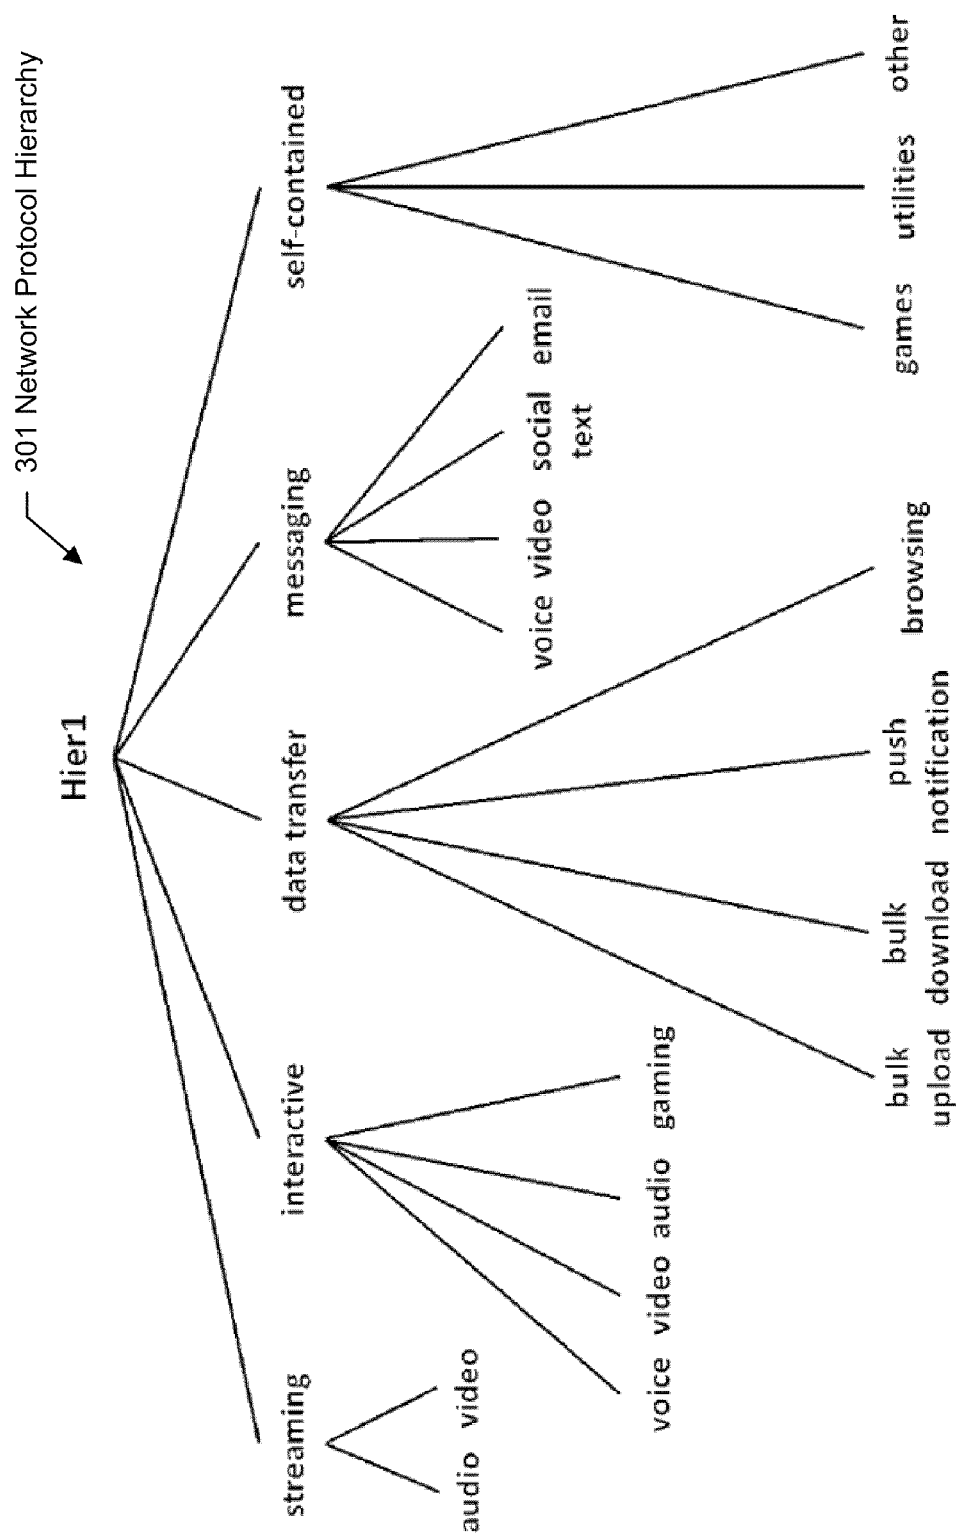 301 Network Protocol Hierarchy
Hier1
streaming
interactive
data transfer
messaging
self-contained
audio video
voice video audio gaming
bulk
upload
bulk
download
push
notification
browsing
voice video social email
text
games utilities other